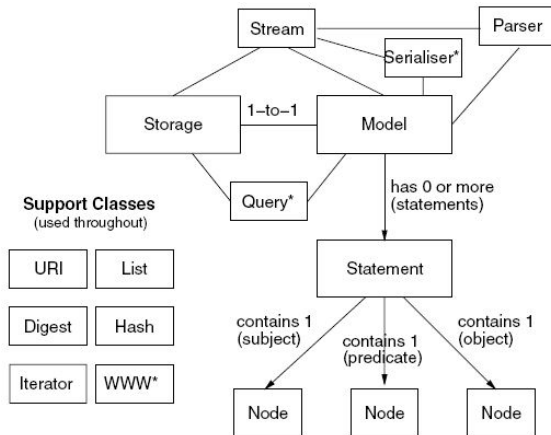 Stream
Parser
Serialiser*
Storage
1-to-1
Model
Query*
has 0 or more
(statements)
Support Classes
(used throughout)
URI
List
Digest
Hash
Iterator
WWW*
Statement
contains 1
(subject)
contains 1
(predicate)
contains 1
(object)
Node
Node
Node